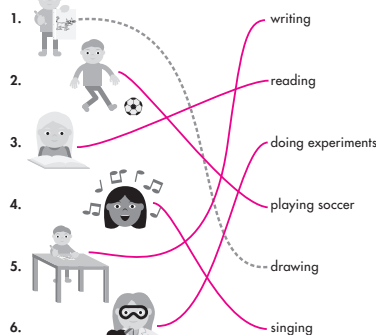 1.
writing
2.
reading
3.
doing experiments
4.
playing soccer
5.
drawing
6.
singing